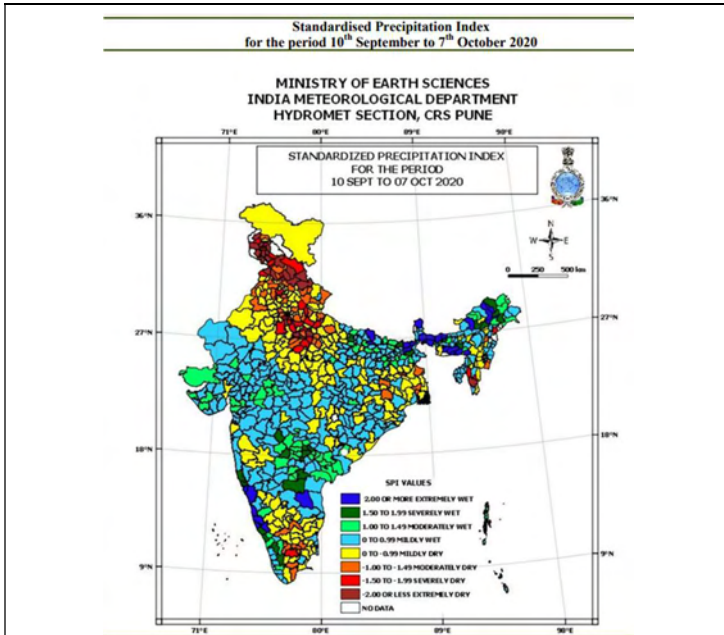 Standardised Precipitation Index
for the period 10th September to 7th October 2020
MINISTRY OF EARTH SCIENCES
INDIA METEOROLOGICAL DEPARTMENT
HYDROMET SECTION, CRS PUNE
71°E 80°E 89°E 98°E
STANDARDIZED PRECIPITATION INDEX
FOR THE PERIOD
10 SEPT TO 07 OCT 2020
36°N 36°N
N
W E
S
0 250 500 km
27°N 27°N
18°N 18°N
SPI VALUES
2.00 OR MORE EXTREMELY WET
1.50 TO 1.99 SEVERELY WET
1.00 TO 1.49 MODERATELY WET
0 TO 0.99 MILDLY WET
0 TO -0.99 MILDLY DRY
-1.00 TO -1.49 MODERATELY DRY
-1.50 TO -1.99 SEVERELY DRY
-2.00 OR LESS EXTREMELY DRY
NO DATA
9°N 9°N
71°E 80°E 89°E 98°E